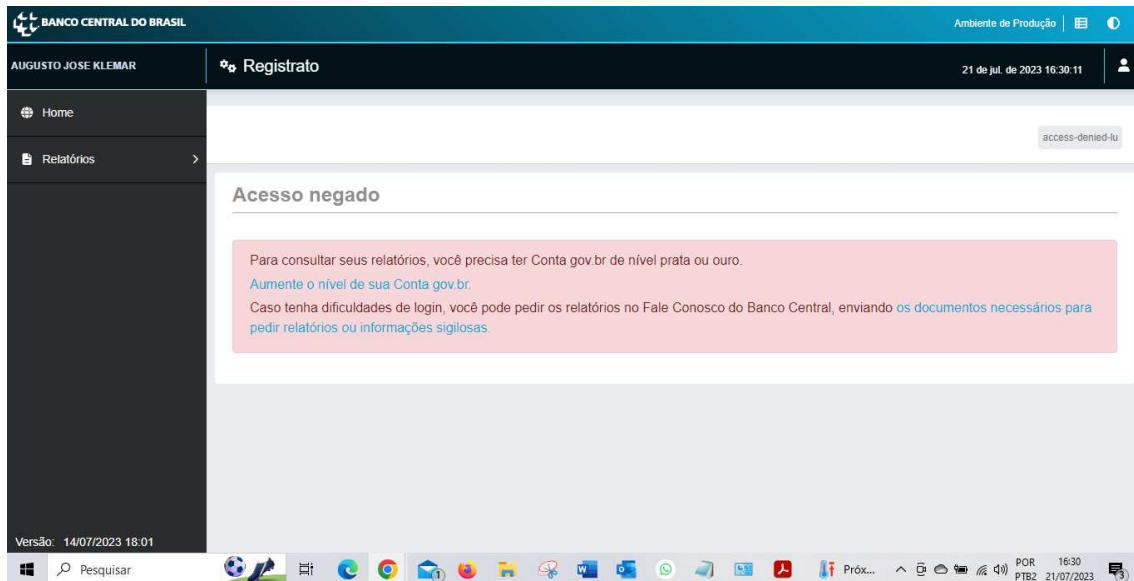 BANCO CENTRAL DO BRASIL
Ambiente de Produção
AUGUSTO JOSE KLEMAR
Registrato
21 de jul. de 2023 16:30:11
Home
Relatórios
access-denied-lu
Acesso negado
Para consultar seus relatórios, você precisa ter Conta gov.br de nível prata ou ouro.
Aumente o nível de sua Conta gov.br.
Caso tenha dificuldades de login, você pode pedir os relatórios no Fale Conosco do Banco Central, enviando os documentos necessários para
pedir relatórios ou informações sigilosas.
Versão: 14/07/2023 18:01
Pesquisar
Próx...
POR
PTB2
16:30
21/07/2023